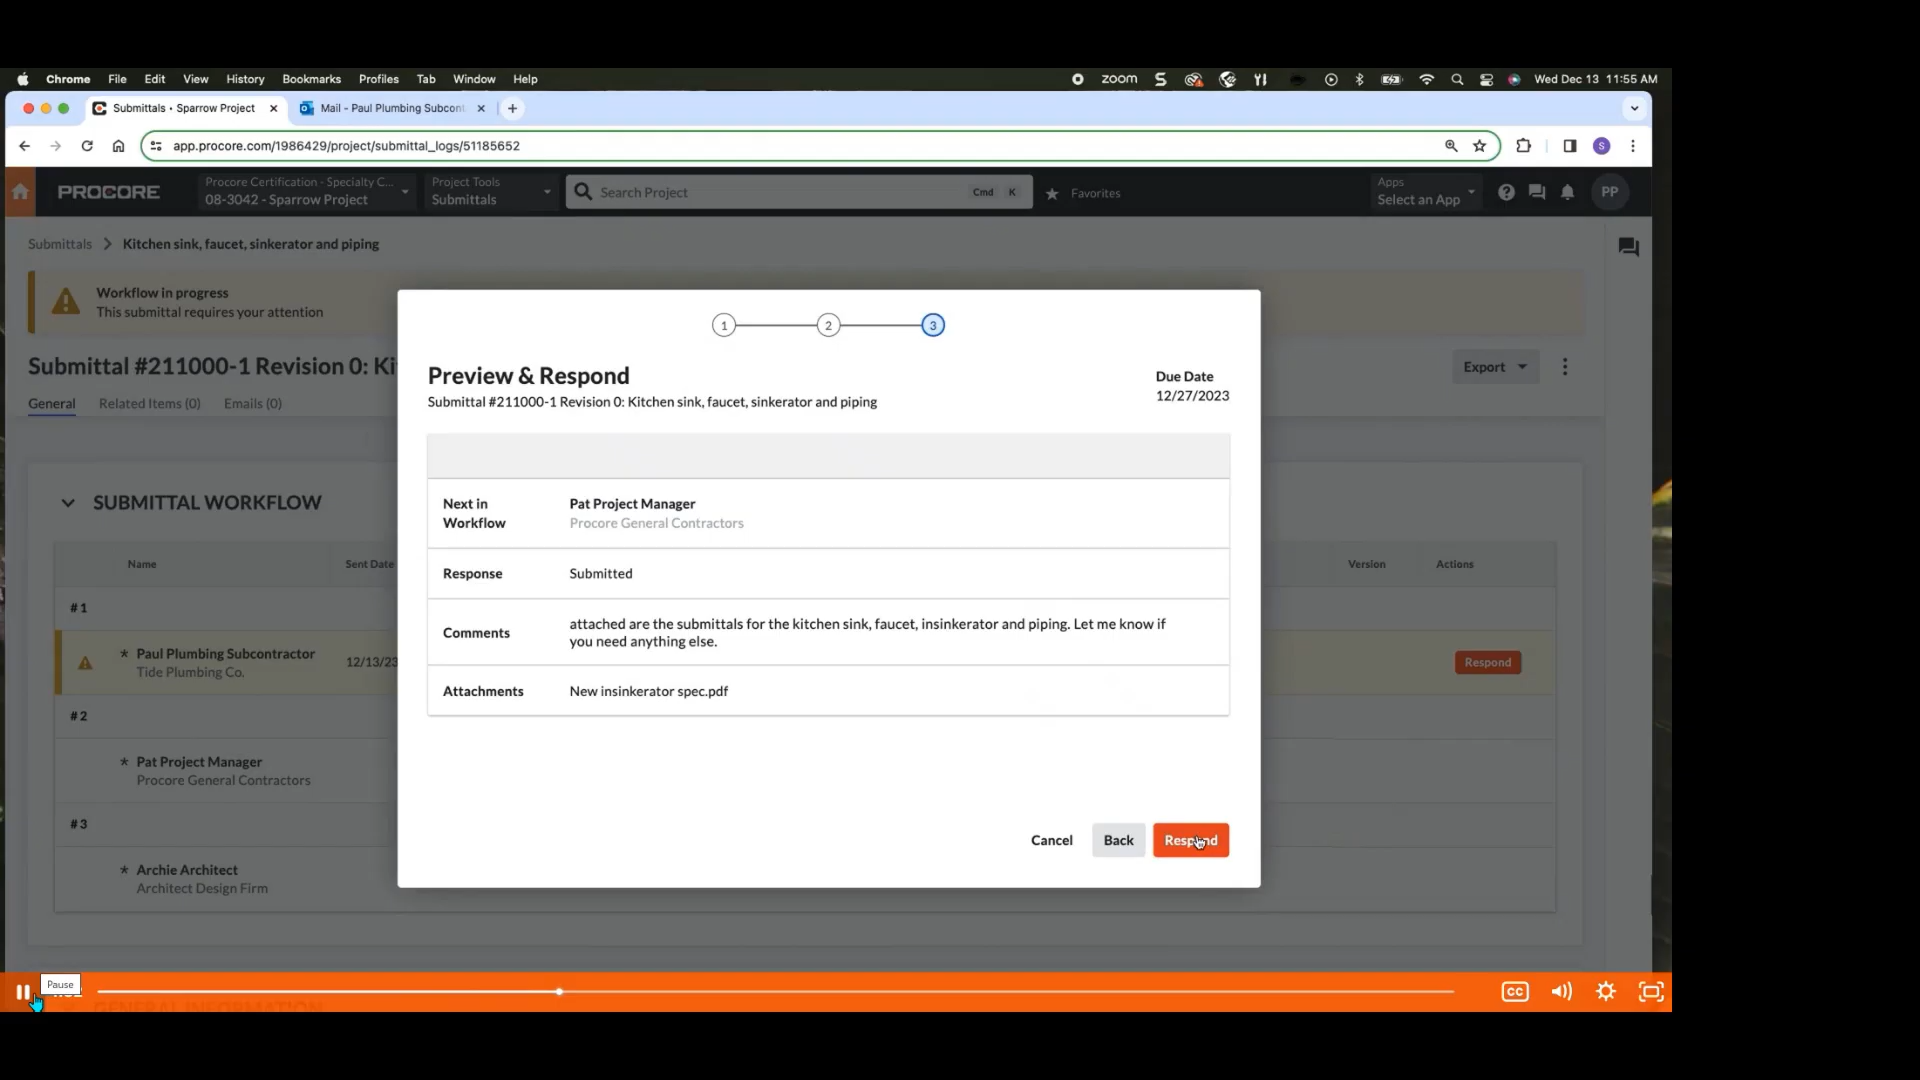 Chrome File Edit View History Bookmarks Profiles Tab Window Help zoom Wed Dec 13 11:55 AM
Submittals • Sparrow Project Mail - Paul Plumbing Subcont
app.procore.com/1986429/project/submittal_logs/51185652 S
PROCORE
Procore Certification - Specialty C...
08-3042 - Sparrow Project
Project Tools
Submittals
Search Project Cmd K
Favorites
Apps
Select an App
PP
Submittals Kitchen sink, faucet, sinkerator and piping
Workflow in progress
This submittal requires your attention
Submittal #211000-1 Revision 0: Ki
Export
General Related Items (0) Emails (0)
SUBMITTAL WORKFLOW
Name Sent Date Version Actions
#1
* Paul Plumbing Subcontractor
Tide Plumbing Co.
12/13/23
Respond
#2
* Pat Project Manager
Procore General Contractors
#3
* Archie Architect
Architect Design Firm
1 2 3
Preview & Respond
Submittal #211000-1 Revision 0: Kitchen sink, faucet, sinkerator and piping
Due Date
12/27/2023
Next in
Workflow
Pat Project Manager
Procore General Contractors
Response Submitted
Comments
attached are the submittals for the kitchen sink, faucet, insinkerator and piping. Let me know if
you need anything else.
Attachments New insinkerator spec.pdf
Cancel Back Respond
Pause
CC
GENERAL INFORMATION